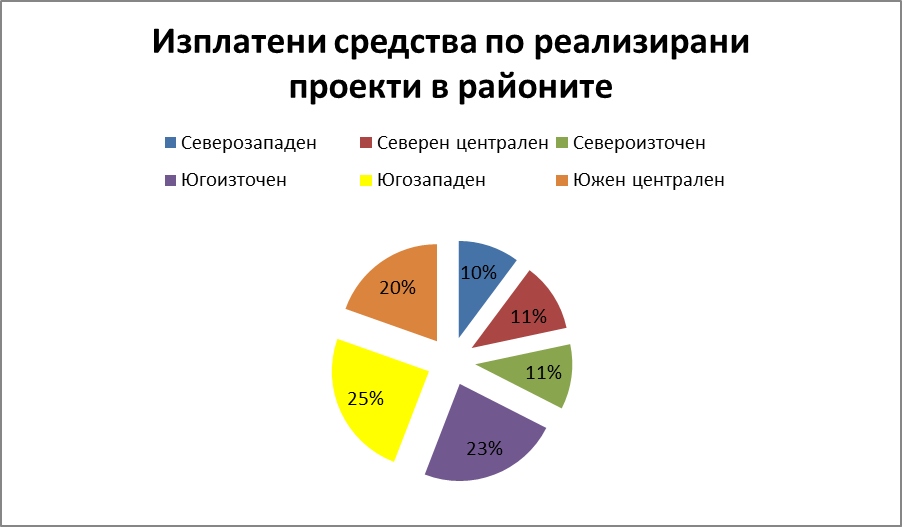 Изплатени средства по реализирани
проекти в районите
Северозападен Северен централен Североизточен
Югоизточен Югозападен Южен централен
10%
11%
11%
23%
25%
20%